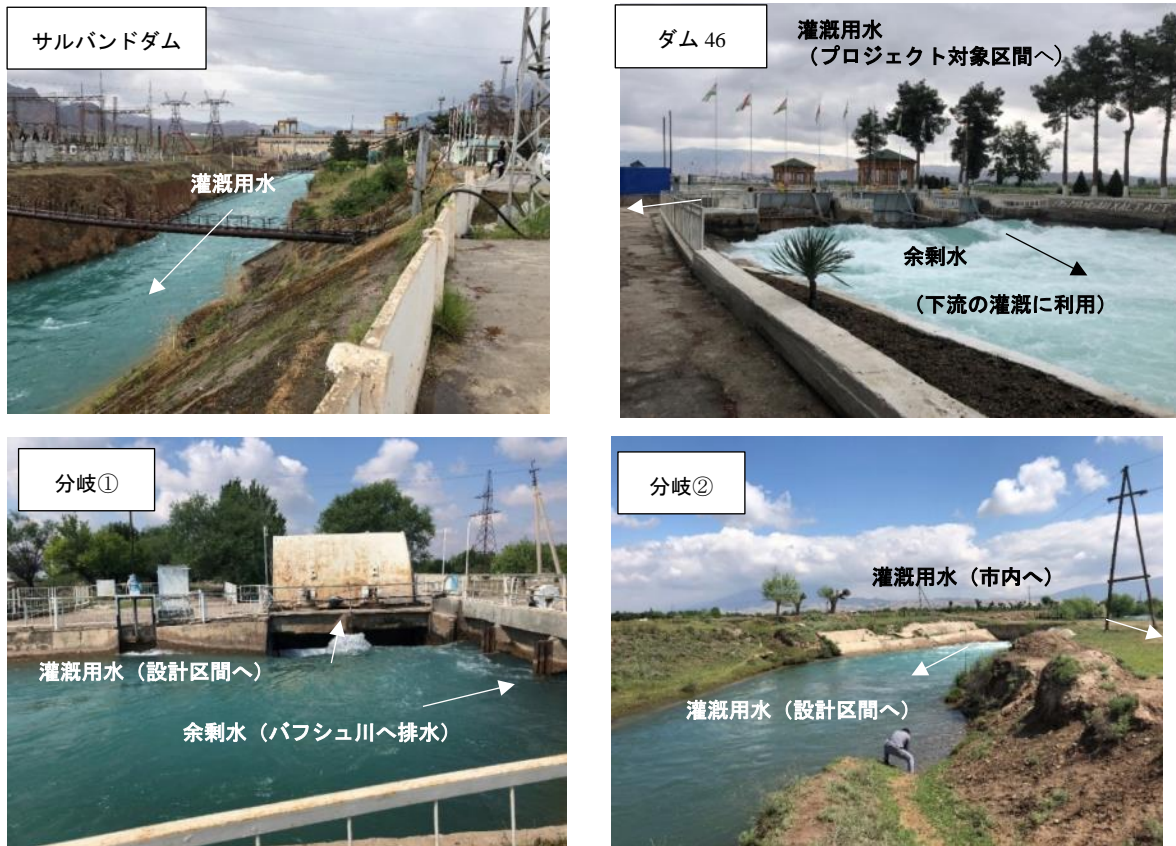 サルバンドダム
灌漑用水
ダム 46
灌漑用水
（プロジェクト対象区間へ）
余剰水
（下流の灌漑に利用）
分岐①
灌漑用水（設計区間へ）
余剰水（バフシュ川へ排水）
分岐②
灌漑用水（市内へ）
灌漑用水（設計区間へ）